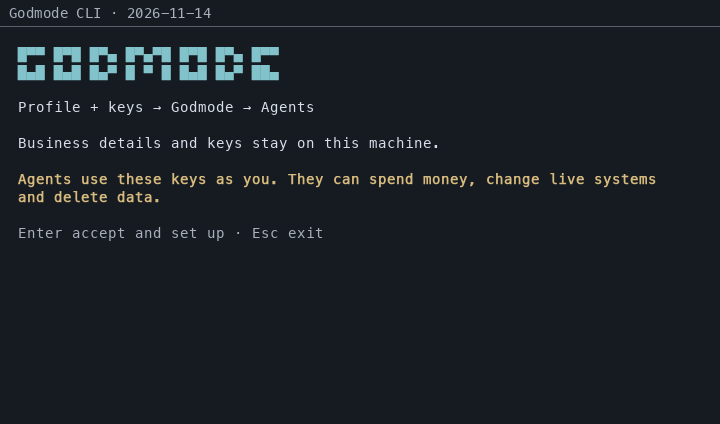 Godmode CLI · 2026-11-14
GODMODE
Profile + keys → Godmode → Agents
Business details and keys stay on this machine.
Agents use these keys as you. They can spend money, change live systems
and delete data.
Enter accept and set up · Esc exit